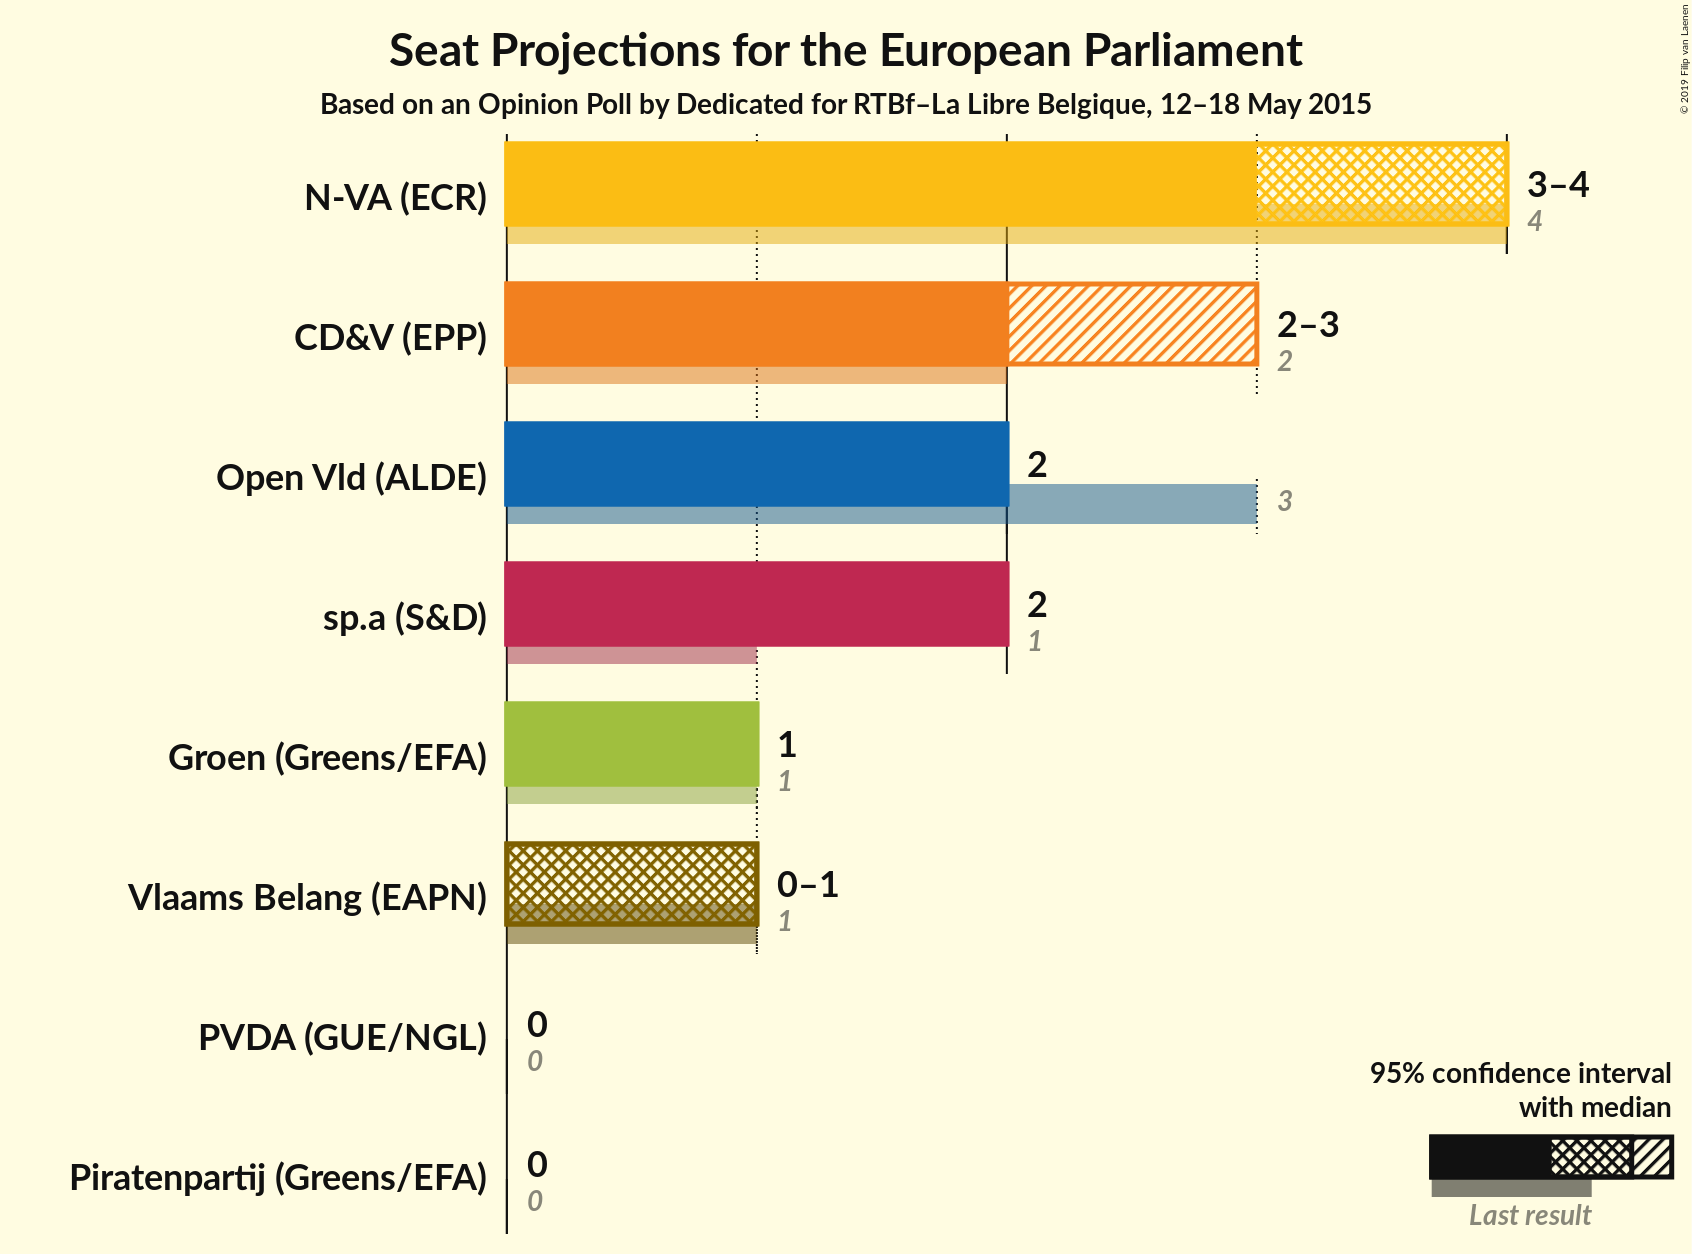 Seat Projections for the European Parliament
Based on an Opinion Poll by Dedicated for RTBf–La Libre Belgique, 12–18 May 2015
© 2019 Filip van Laenen
N-VA (ECR)
3–4
4
CD&V (EPP)
2–3
2
Open Vld (ALDE)
2
3
sp.a (S&D)
2
1
Groen (Greens/EFA)
1
1
Vlaams Belang (EAPN)
0–1
1
PVDA (GUE/NGL)
0
0
Piratenpartij (Greens/EFA)
0
0
95% confidence interval
with median
Last result